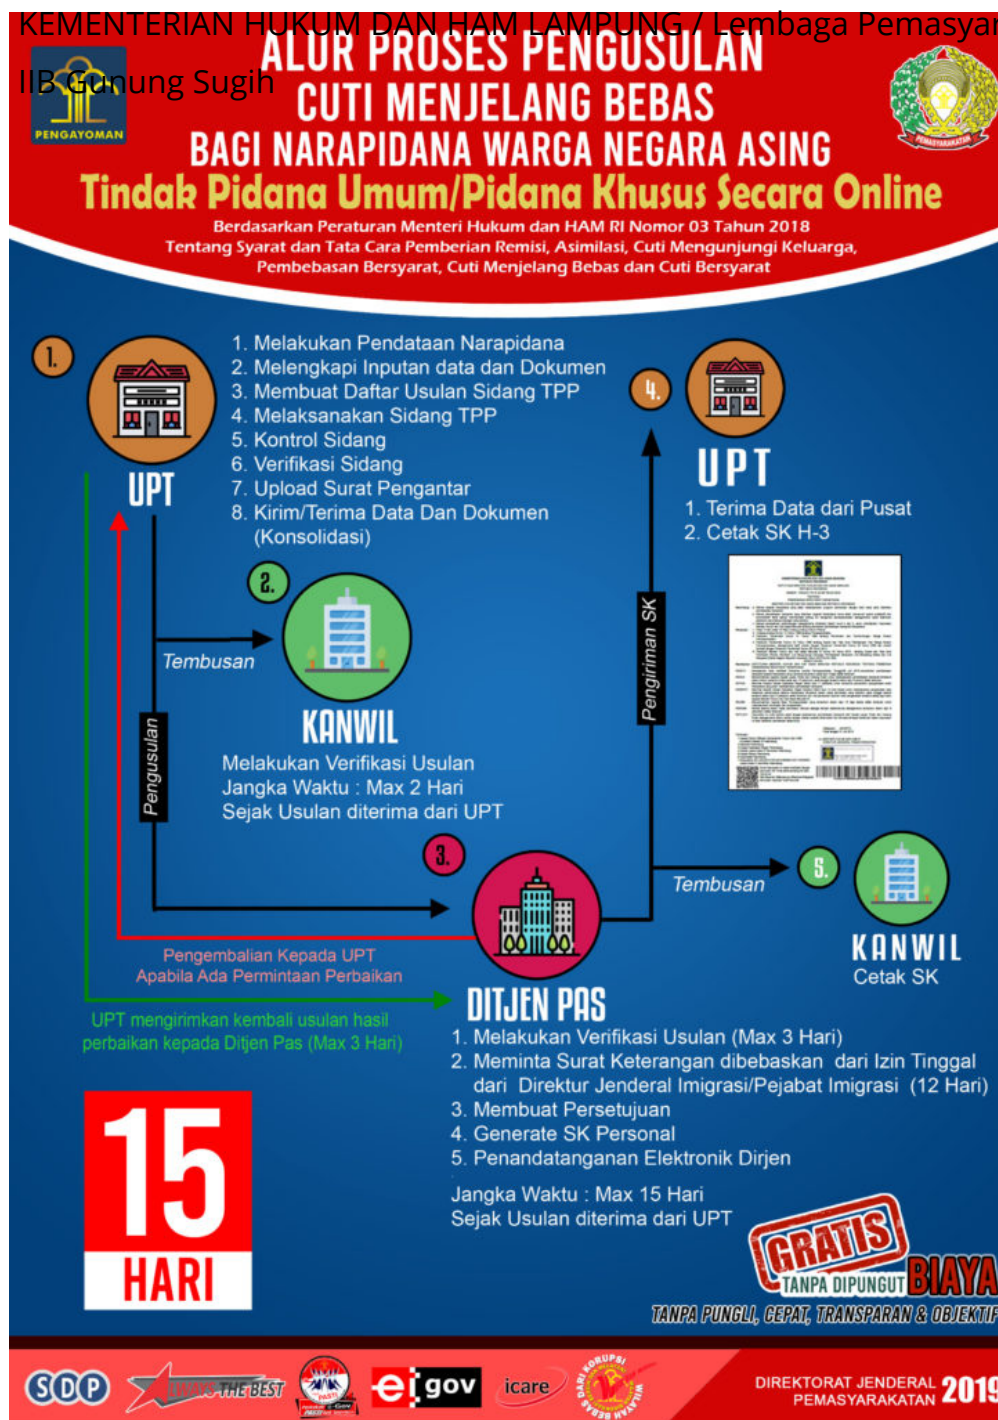 KEMENTERIAN HUKUM DAN HAM LAMPUNG / Lembaga Pemasyar
IIB Gunung Sugih
PENGAYOMAN
PEMASYARAKATAN
ALUR PROSES PENGUSULAN
CUTI MENJELANG BEBAS
BAGI NARAPIDANA WARGA NEGARA ASING
Tindak Pidana Umum/Pidana Khusus Secara Online
Berdasarkan Peraturan Menteri Hukum dan HAM RI Nomor 03 Tahun 2018
Tentang Syarat dan Tata Cara Pemberian Remisi, Asimilasi, Cuti Mengunjungi Keluarga,
Pembebasan Bersyarat, Cuti Menjelang Bebas dan Cuti Bersyarat
1.
UPT
1. Melakukan Pendataan Narapidana
2. Melengkapi Inputan data dan Dokumen
3. Membuat Daftar Usulan Sidang TPP
4. Melaksanakan Sidang TPP
5. Kontrol Sidang
6. Verifikasi Sidang
7. Upload Surat Pengantar
8. Kirim/Terima Data Dan Dokumen
(Konsolidasi)
4.
UPT
1. Terima Data dari Pusat
2. Cetak SK H-3
2.
Tembusan
KANWIL
Melakukan Verifikasi Usulan
Jangka Waktu : Max 2 Hari
Sejak Usulan diterima dari UPT
Pengusulan
Pengiriman SK
3.
Tembusan
5.
KANWIL
Cetak SK
Pengembalian Kepada UPT
Apabila Ada Permintaan Perbaikan
UPT mengirimkan kembali usulan hasil
perbaikan kepada Ditjen Pas (Max 3 Hari)
DITJEN PAS
1. Melakukan Verifikasi Usulan (Max 3 Hari)
2. Meminta Surat Keterangan dibebaskan dari Izin Tinggal
dari Direktur Jenderal Imigrasi/Pejabat Imigrasi (12 Hari)
3. Membuat Persetujuan
4. Generate SK Personal
5. Penandatanganan Elektronik Dirjen
Jangka Waktu : Max 15 Hari
Sejak Usulan diterima dari UPT
15
HARI
GRATIS
TANPA DIPUNGUT BIAYA
TANPA PUNGLI, CEPAT, TRANSPARAN & OBJEKTIF
SDP
ALWAYS THE BEST
PASTI
e gov
icare
WILAYAH BEBAS DARI KORUPSI
DIREKTORAT JENDERAL
PEMASYARAKATAN
2019